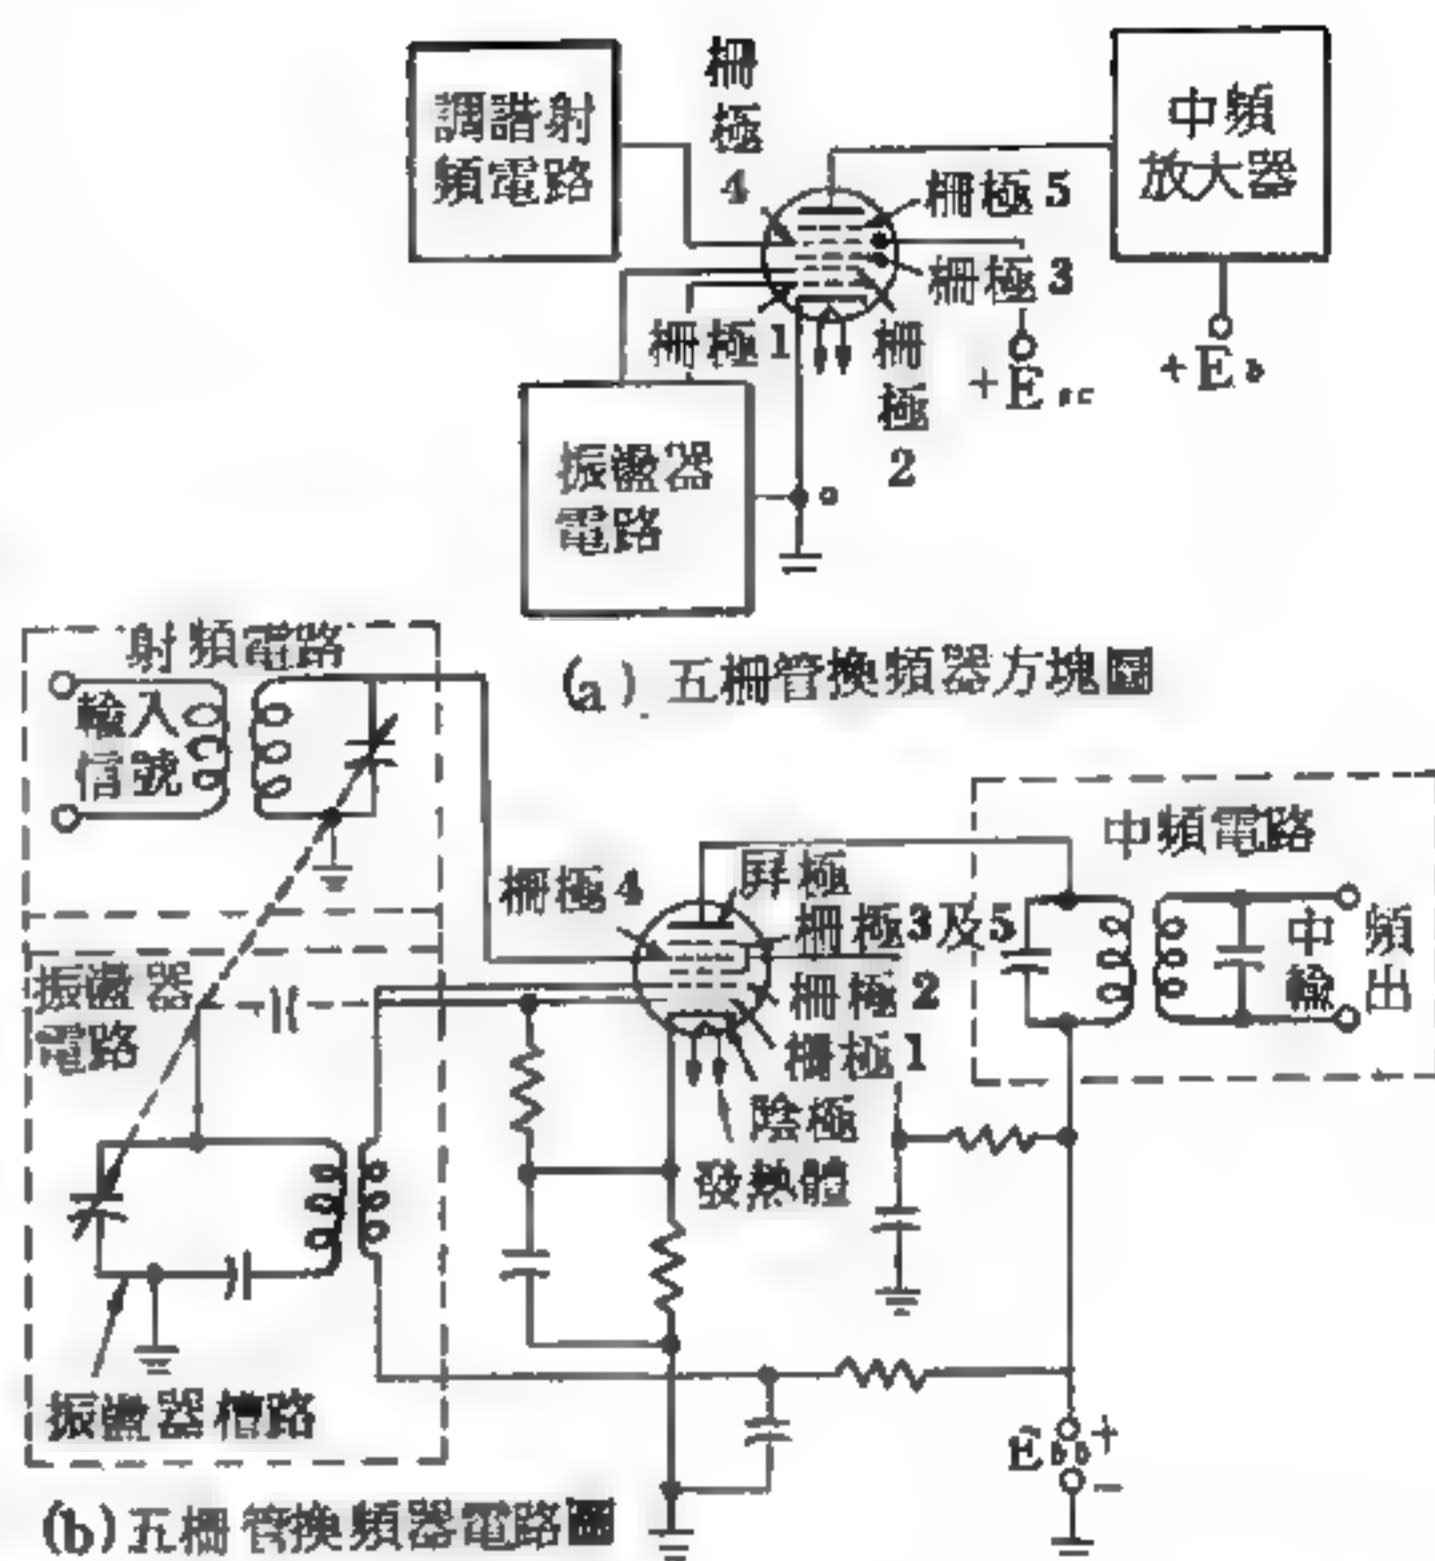 調諧射
頻電路
柵極4
中頻
放大器
柵極5
柵極3
柵極1
柵極2
+Esc
+Eb
振盪器
電路
(a) 五柵管換頻器方塊圖
射頻電路
輸入
信號
中頻電路
柵極4
屏極
柵極3及5
柵極2
柵極1
中頻
輸出
振盪器
電路
陰極
發熱體
振盪器槽路
Ebb+
-
(b)五柵管換頻器電路圖